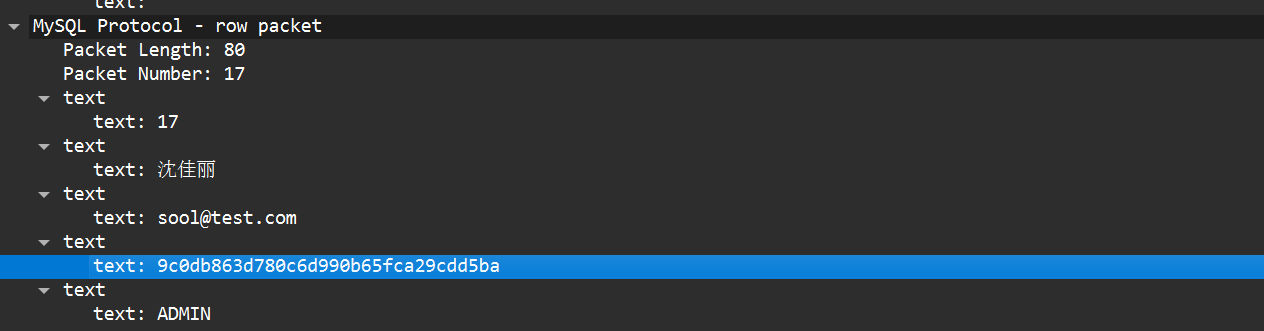 MySQL Protocol - row packet
Packet Length: 80
Packet Number: 17
text
text: 17
text
text: 沈佳丽
text
text: sool@test.com
text
text: 9c0db863d780c6d990b65fca29cdd5ba
text
text: ADMIN